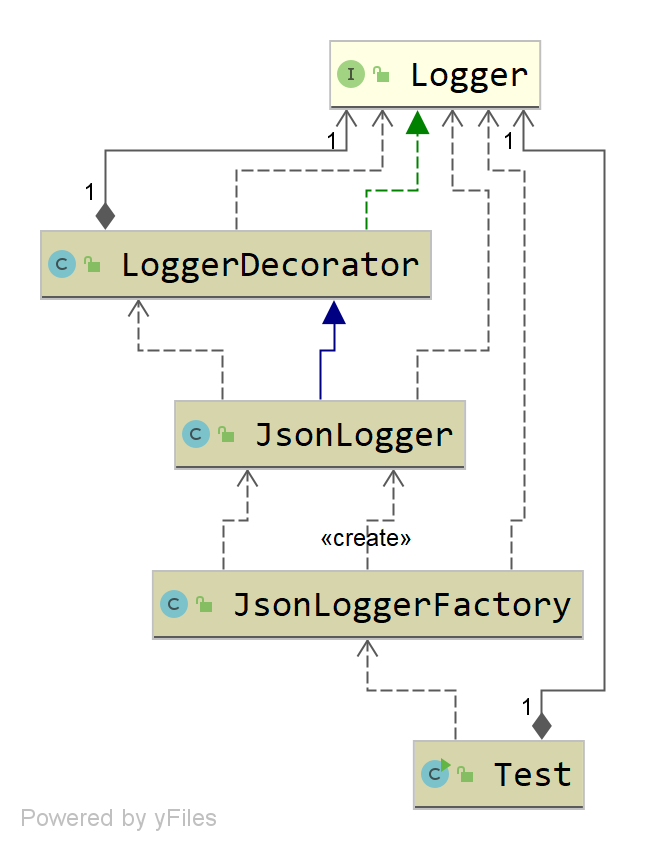 I Logger
1 1
1
C LoggerDecorator
C JsonLogger
«create»
C JsonLoggerFactory
1
C Test
Powered by yFiles